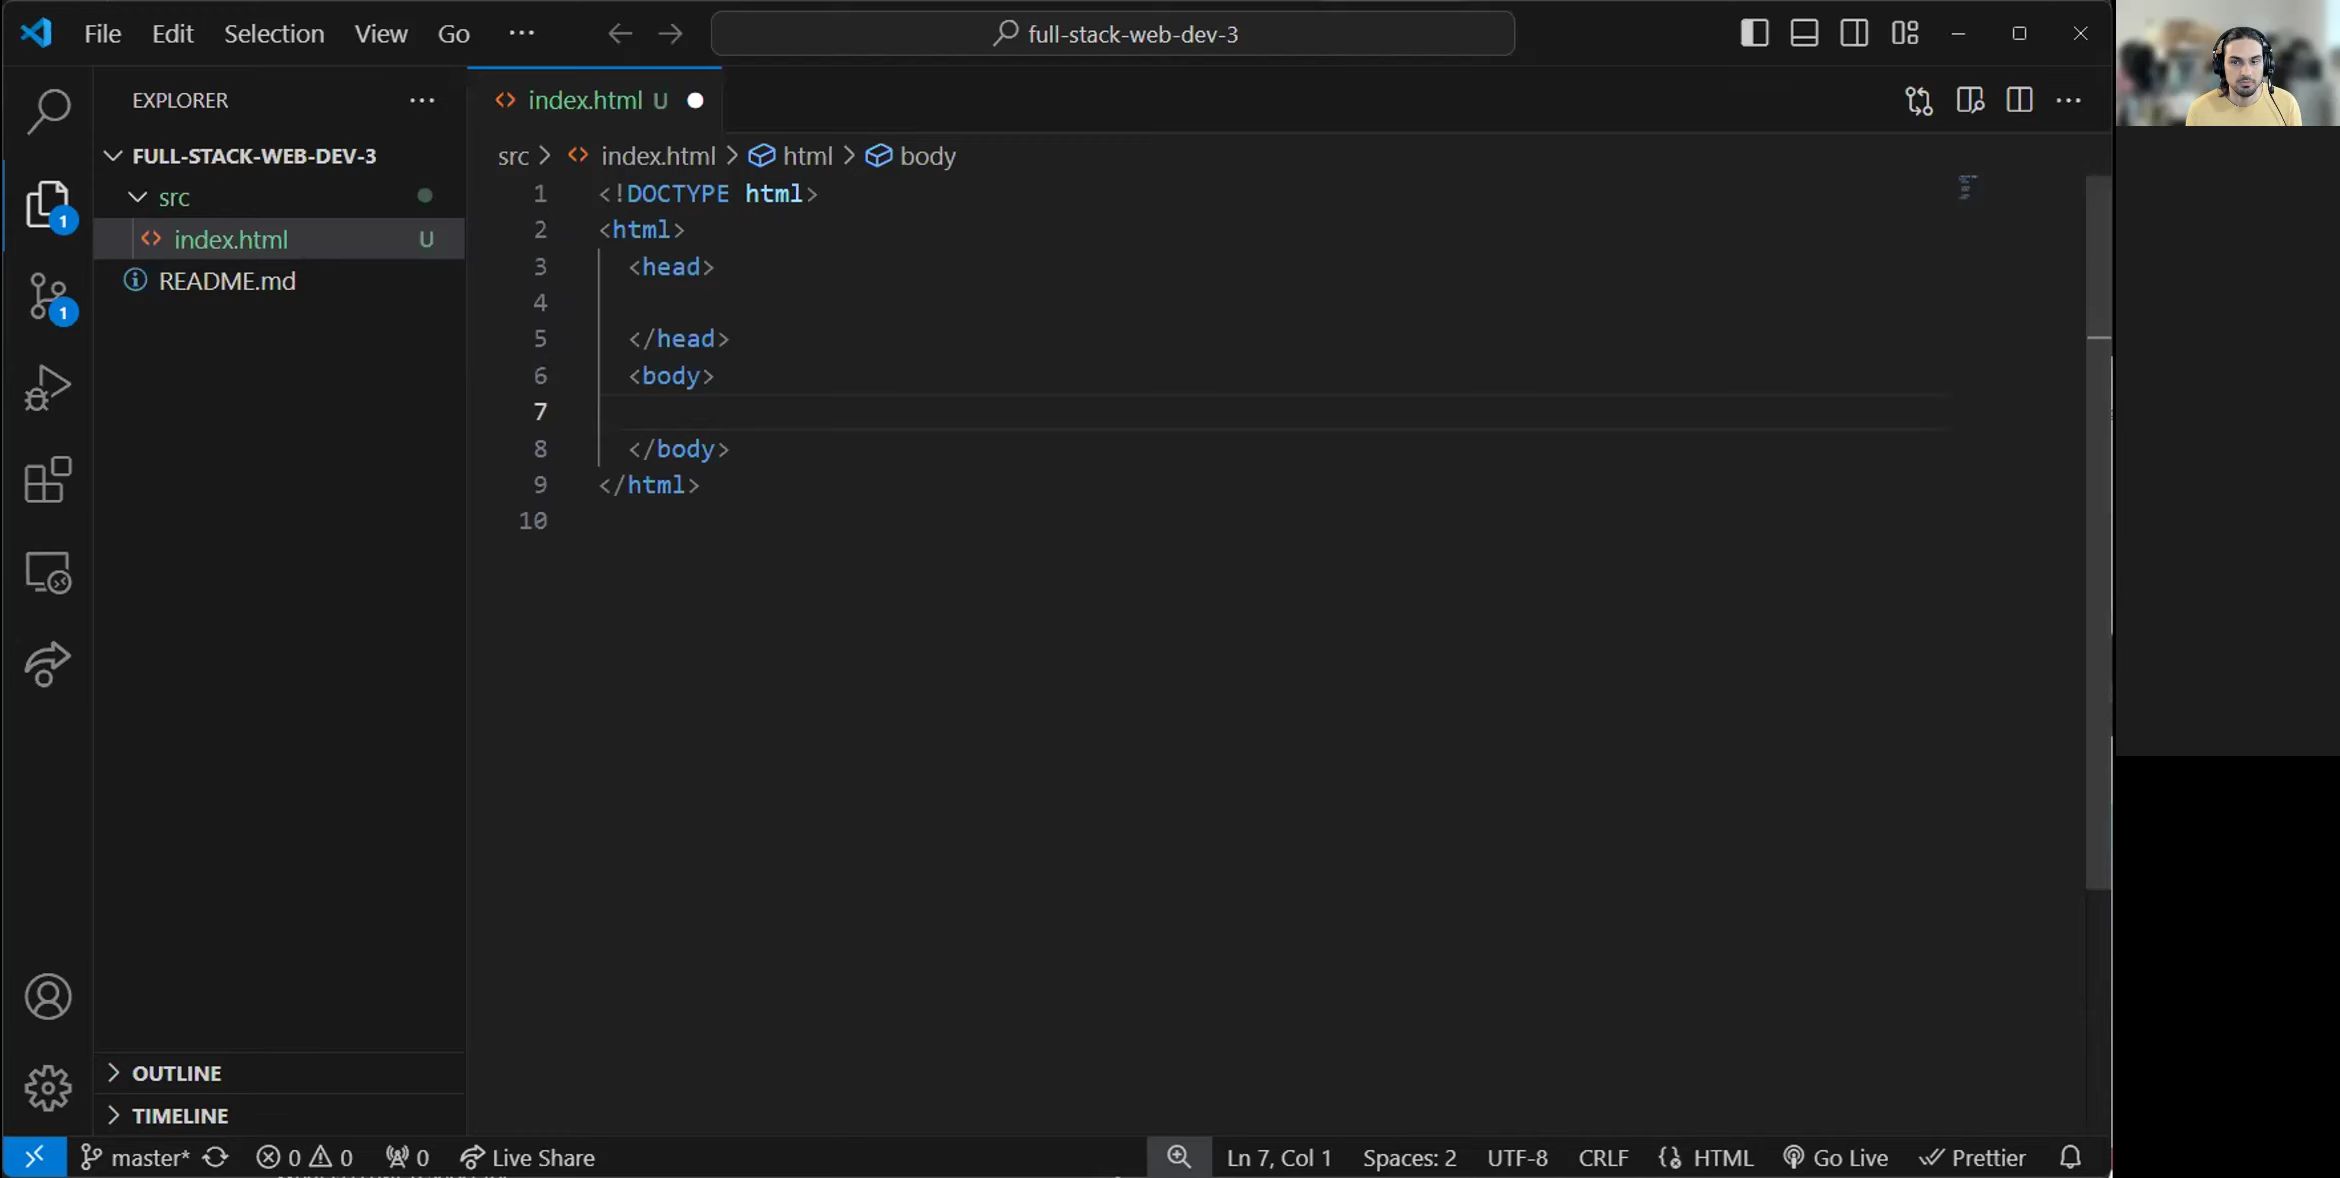 File Edit Selection View Go ··· full-stack-web-dev-3
EXPLORER ···
FULL-STACK-WEB-DEV-3
src
index.html U
README.md
1
1
OUTLINE
TIMELINE
index.html U
src > index.html > html > body
1 <!DOCTYPE html>
2 <html>
3 <head>
4
5 </head>
6 <body>
7
8 </body>
9 </html>
10
master* 0 0 0 Live Share Ln 7, Col 1 Spaces: 2 UTF-8 CRLF HTML Go Live Prettier